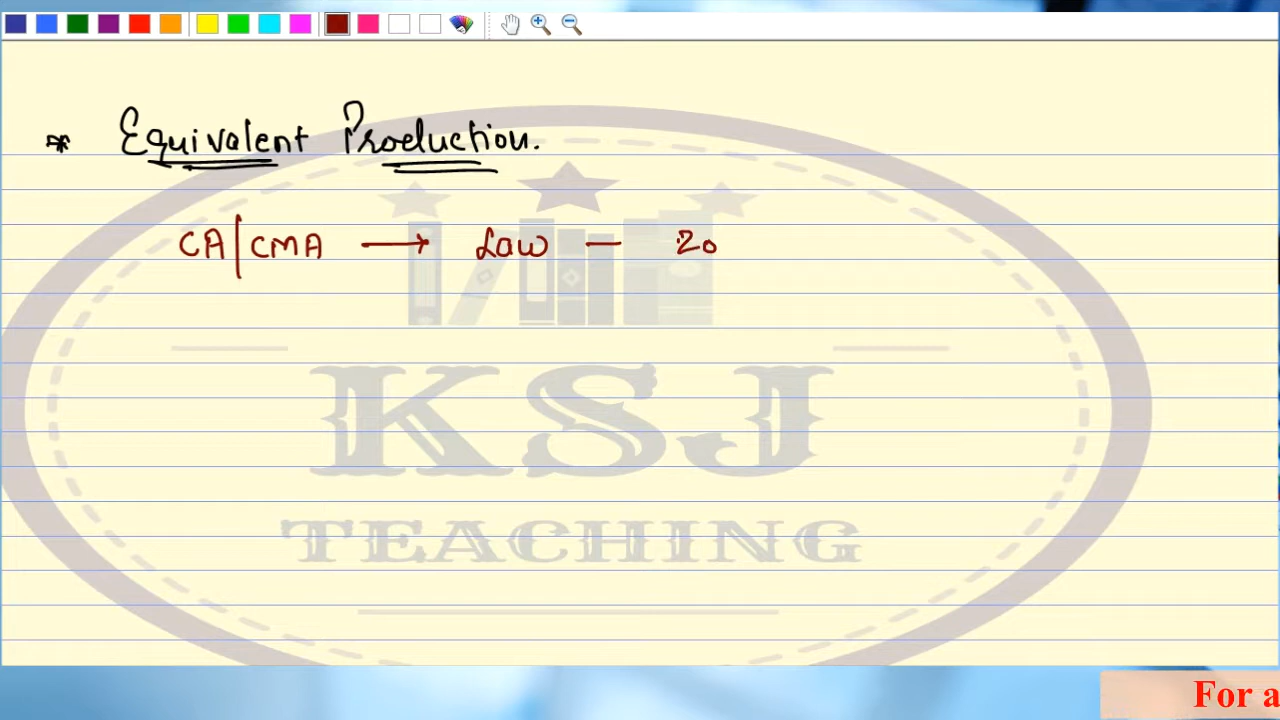 * Equivalent Production.
CA|CMA → Law – 20
KSJ
TEACHING
For a